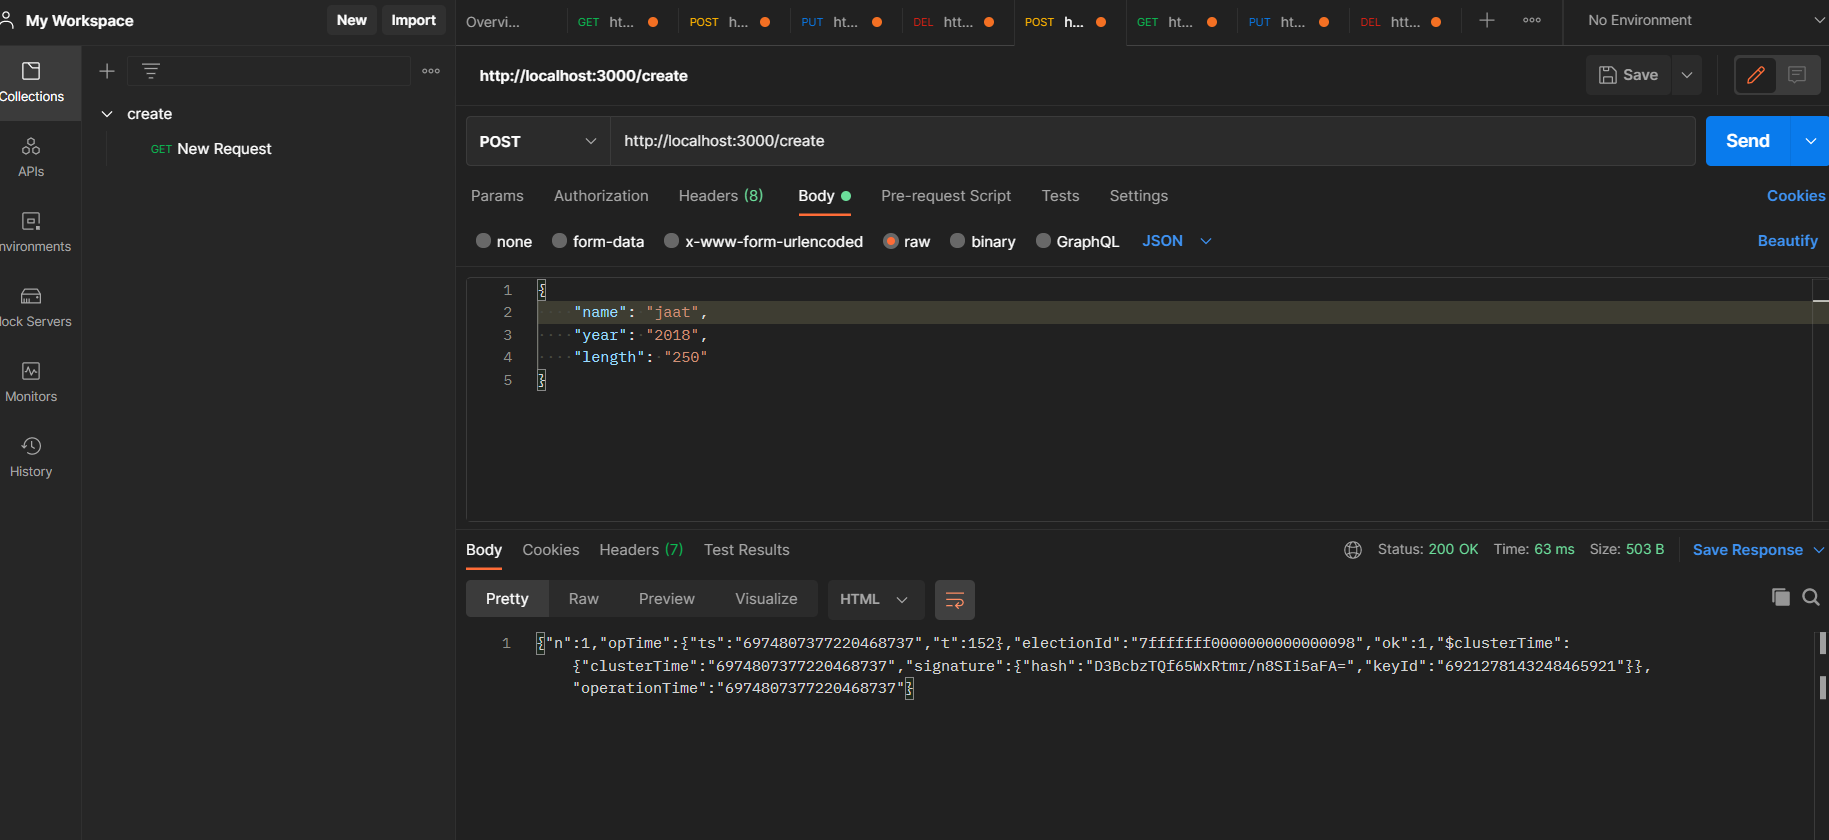 My Workspace
New
Import
Overvi...
GET ht...
POST h...
PUT ht...
DEL htt...
POST h...
GET ht...
PUT ht...
DEL htt...
No Environment
Collections
APIs
nvironments
lock Servers
Monitors
History
create
GET New Request
http://localhost:3000/create
Save
POST
http://localhost:3000/create
Send
Params
Authorization
Headers (8)
Body
Pre-request Script
Tests
Settings
Cookies
none
form-data
x-www-form-urlencoded
raw
binary
GraphQL
JSON
Beautify
1 {
2 "name": "jaat",
3 "year": "2018",
4 "length": "250"
5 }
Body
Cookies
Headers (7)
Test Results
Status: 200 OK
Time: 63 ms
Size: 503 B
Save Response
Pretty
Raw
Preview
Visualize
HTML
1 {"n":1,"opTime":{"ts":"6974807377220468737","t":152},"electionId":"7fffffff0000000000000098","ok":1,"$clusterTime":
{"clusterTime":"6974807377220468737","signature":{"hash":"D3BcbzTQf65WxRtmr/n8SIi5aFA=","keyId":"6921278143248465921"}},
"operationTime":"6974807377220468737"}